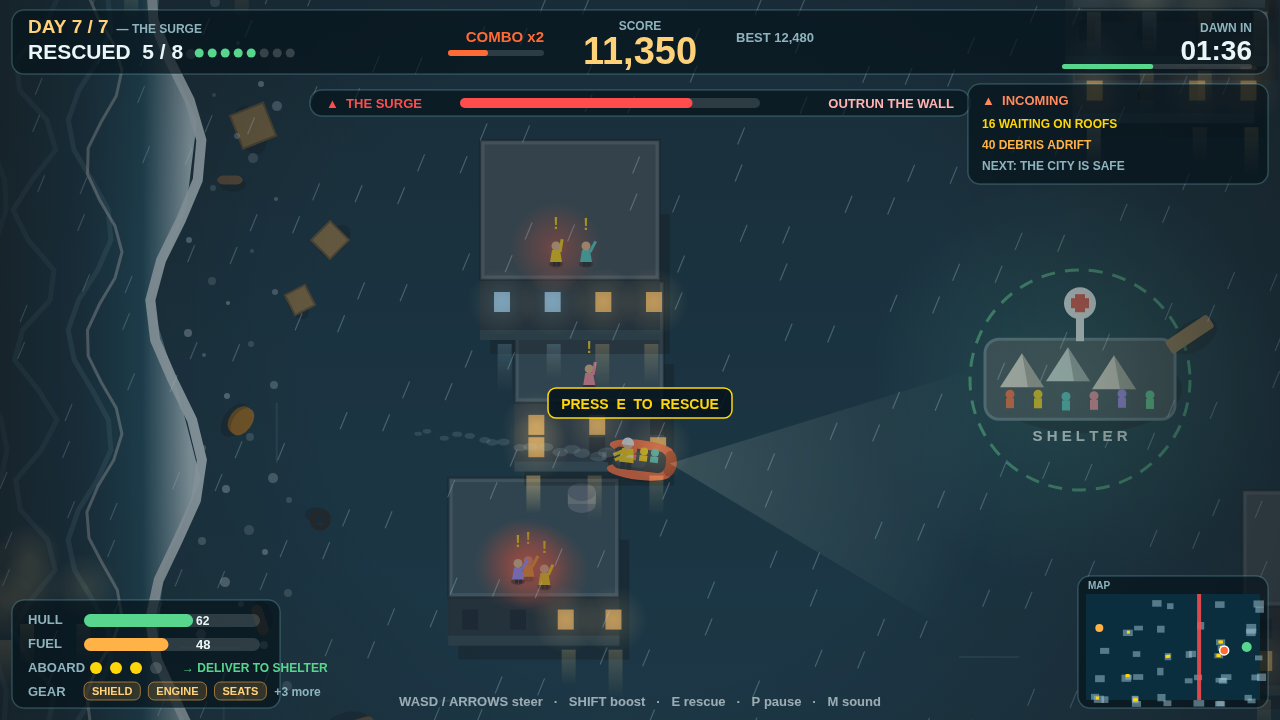 DAY 7 / 7 — THE SURGE
RESCUED 5 / 8
COMBO x2
SCORE
11,350
BEST 12,480
DAWN IN
01:36
▲ THE SURGE
OUTRUN THE WALL
▲ INCOMING
16 WAITING ON ROOFS
40 DEBRIS ADRIFT
NEXT: THE CITY IS SAFE
! !
!
PRESS E TO RESCUE
SHELTER
! ! !
HULL 62
FUEL 48
ABOARD → DELIVER TO SHELTER
GEAR SHIELD ENGINE SEATS +3 more
WASD / ARROWS steer · SHIFT boost · E rescue · P pause · M sound
MAP